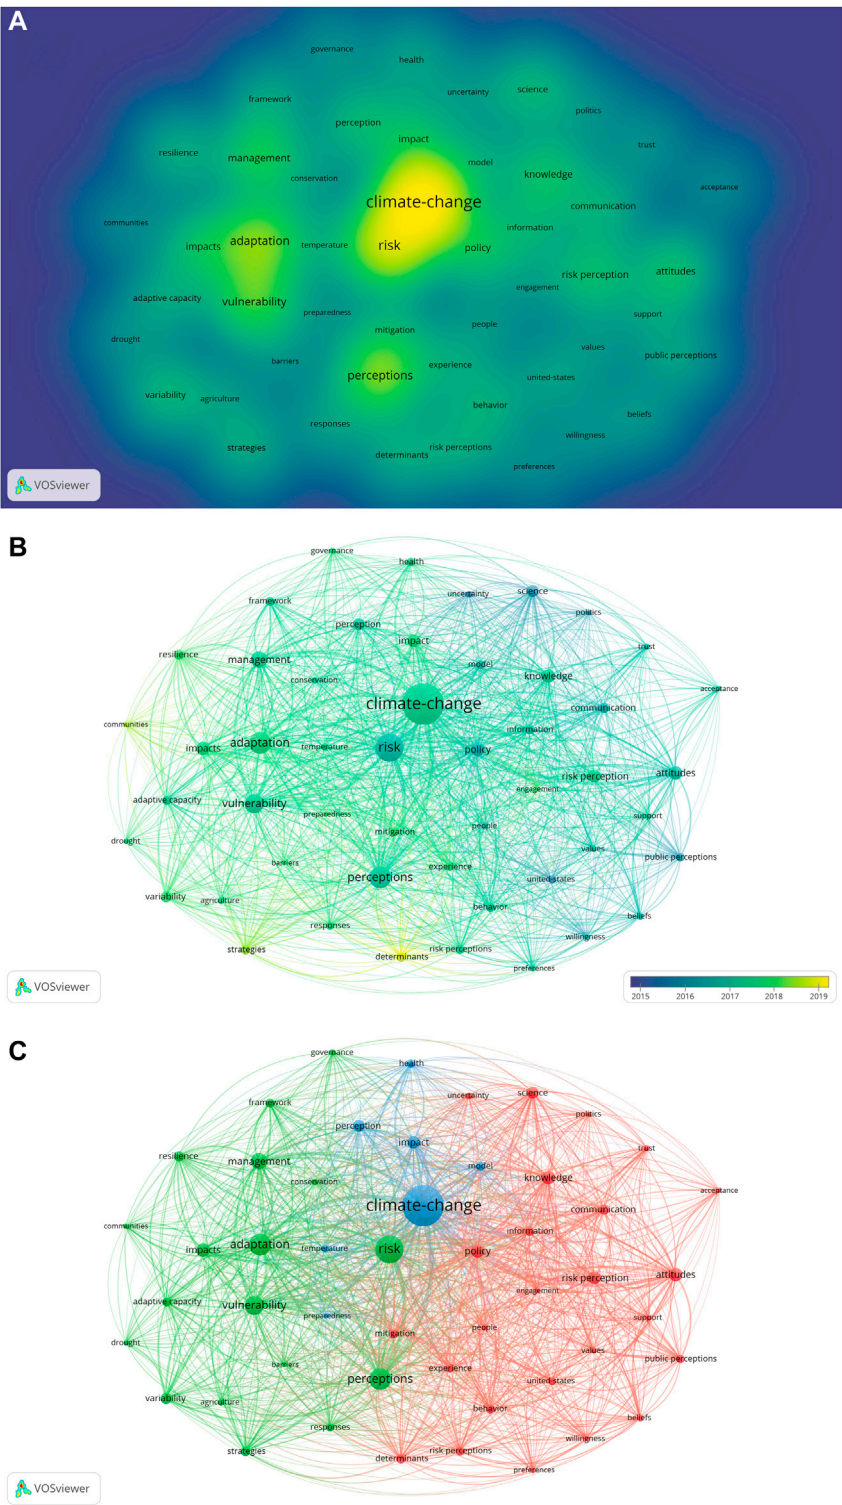 A
governance
health
uncertainty
science
framework
politics
perception
impact
trust
resilience
management
model
conservation
knowledge
acceptance
climate-change
communication
communities
information
impacts
adaptation
temperature
risk
policy
risk perception
attitudes
engagement
adaptive capacity
vulnerability
preparedness
support
mitigation
people
drought
values
public perceptions
barriers
experience
perceptions
united-states
variability
agriculture
behavior
beliefs
responses
willingness
strategies
determinants
risk perceptions
preferences
VOSviewer
B
governance
health
uncertainty
science
framework
politics
perception
impact
trust
resilience
management
model
conservation
knowledge
acceptance
climate-change
communication
communities
information
impacts
adaptation
temperature
risk
policy
risk perception
attitudes
engagement
adaptive capacity
vulnerability
preparedness
support
mitigation
people
drought
values
public perceptions
barriers
experience
perceptions
united-states
variability
agriculture
behavior
beliefs
responses
willingness
strategies
determinants
risk perceptions
preferences
VOSviewer
2015 2016 2017 2018 2019
C
governance
health
uncertainty
science
framework
politics
perception
impact
trust
resilience
management
model
conservation
knowledge
acceptance
climate-change
communication
communities
information
impacts
adaptation
temperature
risk
policy
risk perception
attitudes
engagement
adaptive capacity
vulnerability
preparedness
support
mitigation
people
drought
values
public perceptions
barriers
experience
perceptions
united-states
variability
agriculture
behavior
beliefs
responses
willingness
strategies
determinants
risk perceptions
preferences
VOSviewer